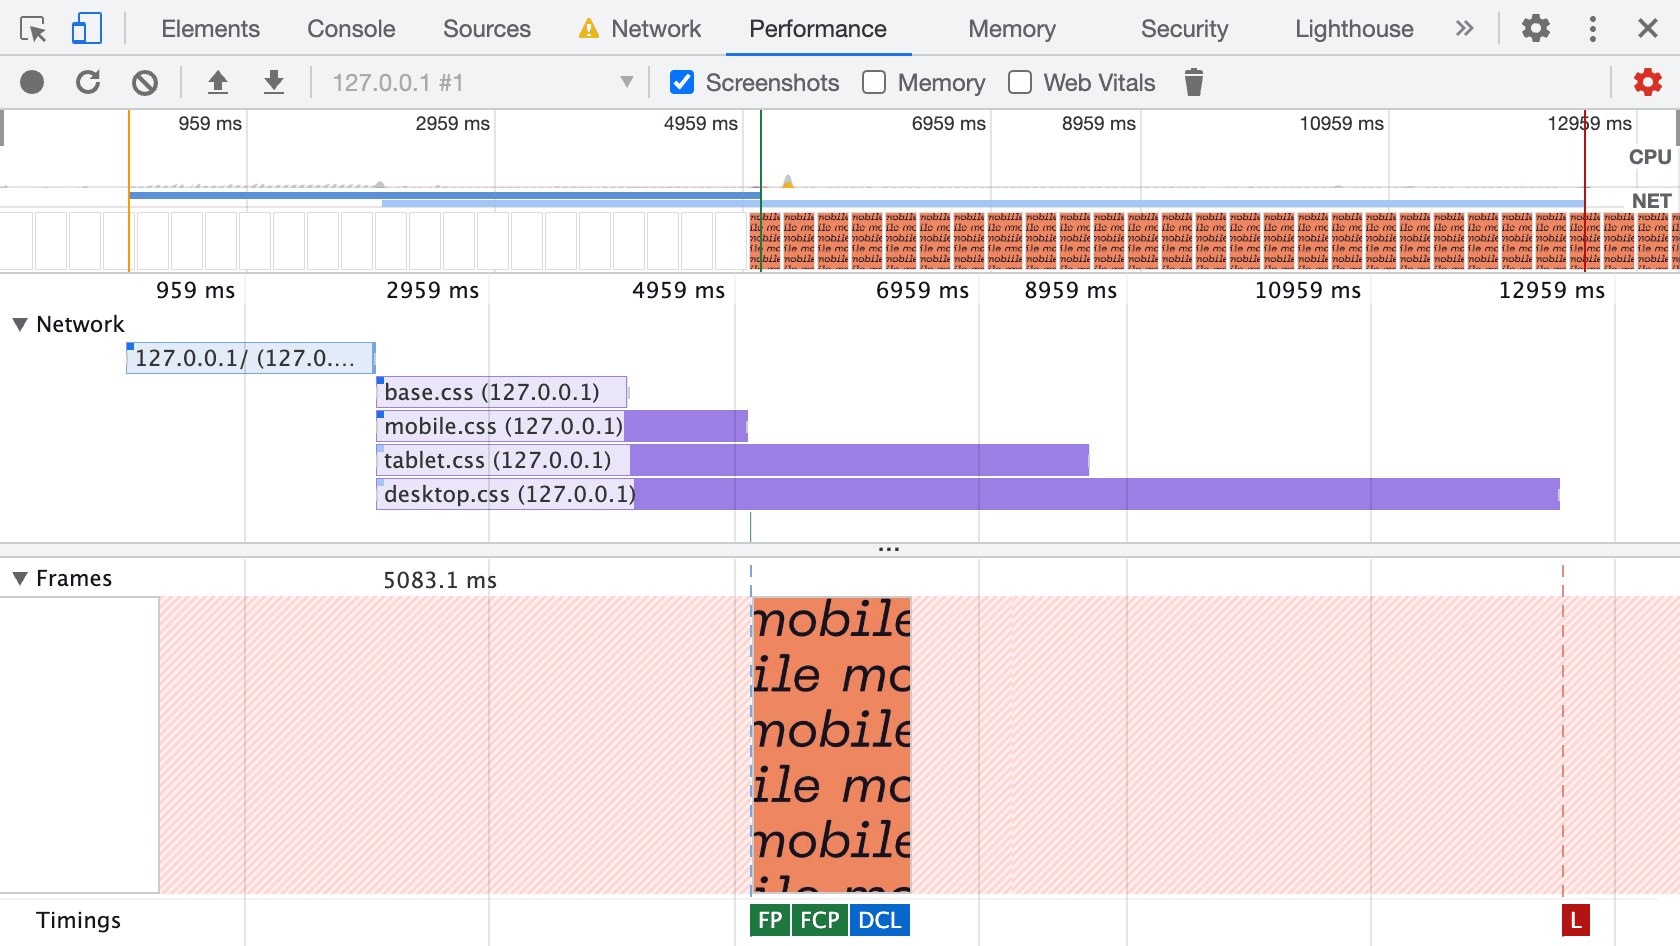 Elements Console Sources Network Performance Memory Security Lighthouse
127.0.0.1 #1 Screenshots Memory Web Vitals
959 ms 2959 ms 4959 ms 6959 ms 8959 ms 10959 ms 12959 ms
CPU
NET
959 ms 2959 ms 4959 ms 6959 ms 8959 ms 10959 ms 12959 ms
Network
127.0.0.1/ (127.0....
base.css (127.0.0.1)
mobile.css (127.0.0.1)
tablet.css (127.0.0.1)
desktop.css (127.0.0.1)
...
Frames 5083.1 ms
mobile
ile mo
mobile
ile mo
mobile
ile mo
Timings FP FCP DCL L